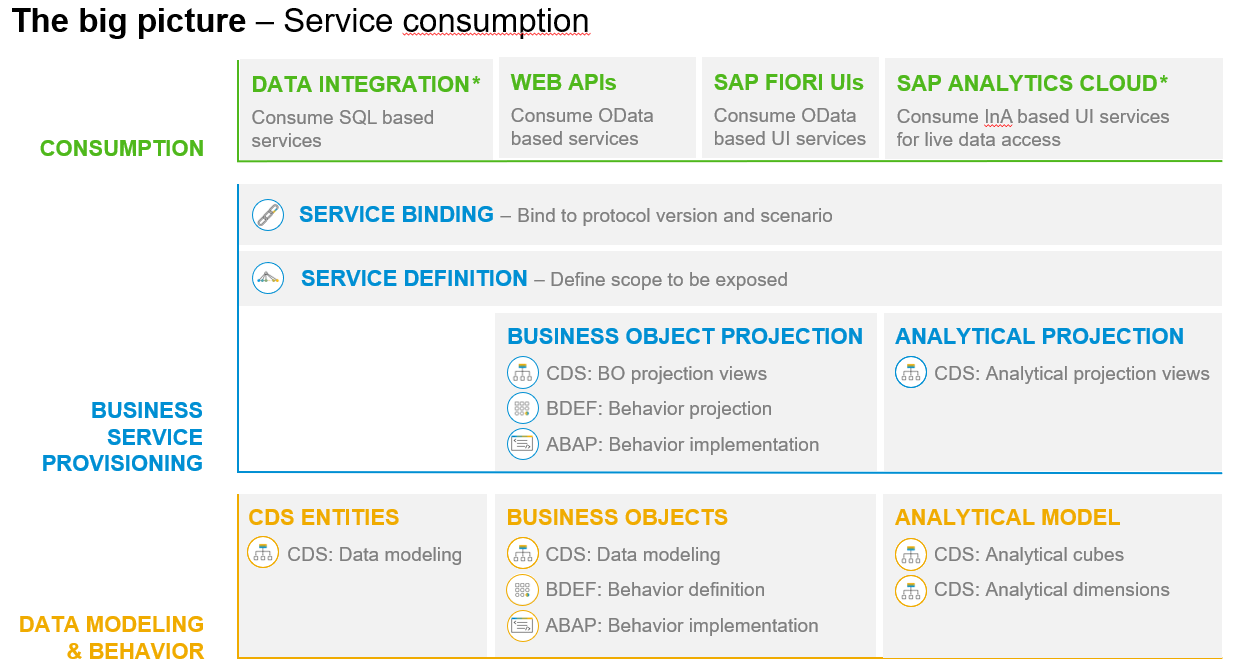 The big picture – Service consumption
DATA INTEGRATION*
Consume SQL based
services
WEB APIs
Consume OData
based services
SAP FIORI UIs
Consume OData
based UI services
SAP ANALYTICS CLOUD*
Consume InA based UI services
for live data access
CONSUMPTION
SERVICE BINDING – Bind to protocol version and scenario
SERVICE DEFINITION – Define scope to be exposed
BUSINESS OBJECT PROJECTION
CDS: BO projection views
BDEF: Behavior projection
ABAP: Behavior implementation
ANALYTICAL PROJECTION
CDS: Analytical projection views
BUSINESS
SERVICE
PROVISIONING
CDS ENTITIES
CDS: Data modeling
BUSINESS OBJECTS
CDS: Data modeling
BDEF: Behavior definition
ABAP: Behavior implementation
ANALYTICAL MODEL
CDS: Analytical cubes
CDS: Analytical dimensions
DATA MODELING
& BEHAVIOR